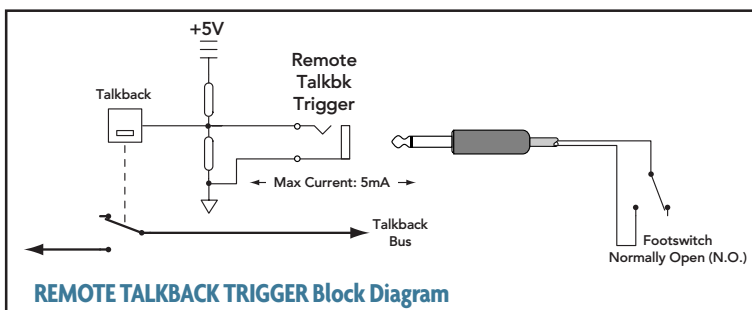 +5V
Remote
Talkbk
Trigger
Talkback
Max Current: 5mA
Talkback
Bus
Footswitch
Normally Open (N.O.)
REMOTE TALKBACK TRIGGER Block Diagram